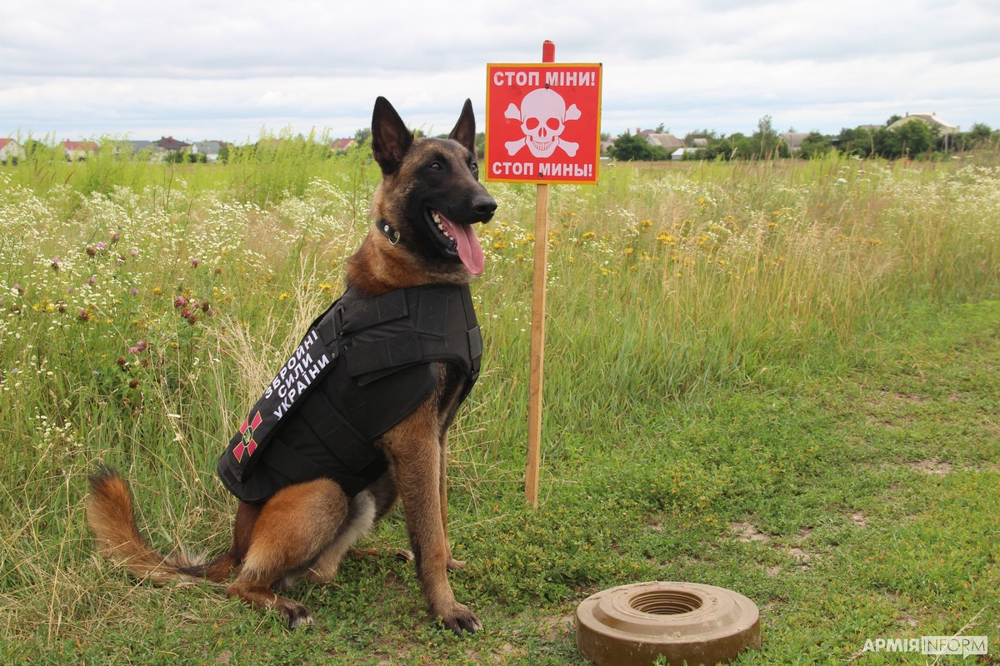 СТОП МІНИ!
СТОП МИНЫ!
ЗБРОЙНІ
СИЛИ
УКРАЇНИ
АРМІЯINFORM